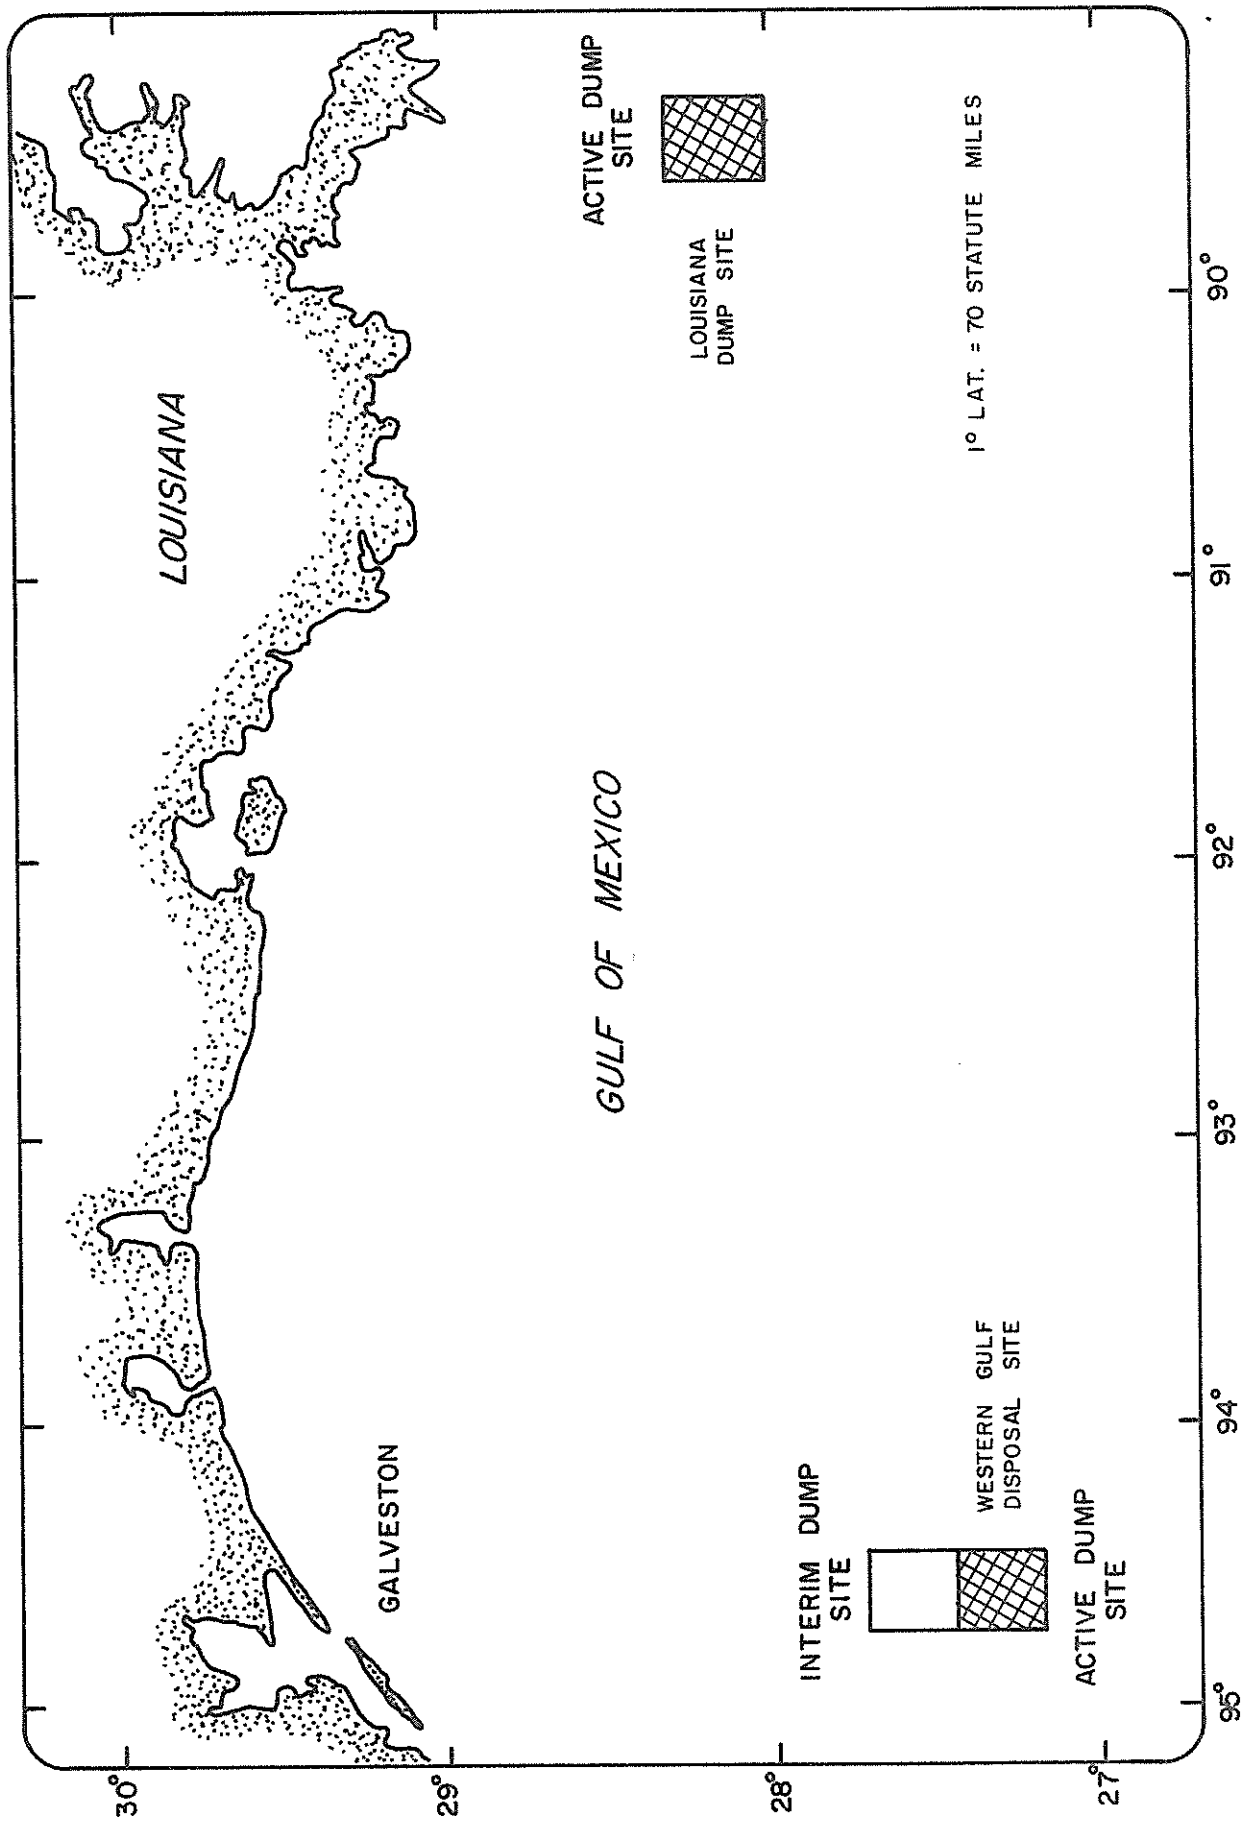 LOUISIANA
GALVESTON
GULF OF MEXICO
ACTIVE DUMP
SITE
LOUISIANA
DUMP SITE
INTERIM DUMP
SITE
WESTERN GULF
DISPOSAL SITE
ACTIVE DUMP
SITE
1° LAT. = 70 STATUTE MILES
30°
29°
28°
27°
95°
94°
93°
92°
91°
90°